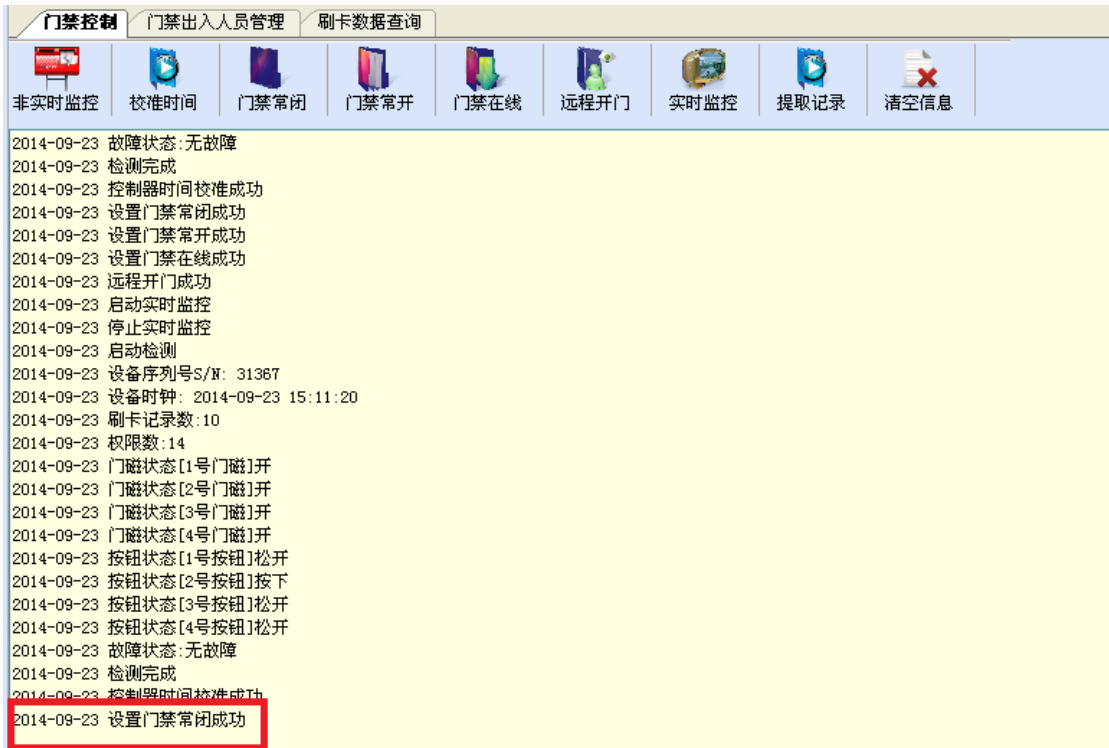 门禁控制 门禁出入人员管理 刷卡数据查询
非实时监控 校准时间 门禁常闭 门禁常开 门禁在线 远程开门 实时监控 提取记录 清空信息
2014-09-23 故障状态:无故障
2014-09-23 检测完成
2014-09-23 控制器时间校准成功
2014-09-23 设置门禁常闭成功
2014-09-23 设置门禁常开成功
2014-09-23 设置门禁在线成功
2014-09-23 远程开门成功
2014-09-23 启动实时监控
2014-09-23 停止实时监控
2014-09-23 启动检测
2014-09-23 设备序列号S/N: 31367
2014-09-23 设备时钟: 2014-09-23 15:11:20
2014-09-23 刷卡记录数:10
2014-09-23 权限数:14
2014-09-23 门磁状态[1号门磁]开
2014-09-23 门磁状态[2号门磁]开
2014-09-23 门磁状态[3号门磁]开
2014-09-23 门磁状态[4号门磁]开
2014-09-23 按钮状态[1号按钮]松开
2014-09-23 按钮状态[2号按钮]按下
2014-09-23 按钮状态[3号按钮]松开
2014-09-23 按钮状态[4号按钮]松开
2014-09-23 故障状态:无故障
2014-09-23 检测完成
2014-09-23 控制器时间校准成功
2014-09-23 设置门禁常闭成功